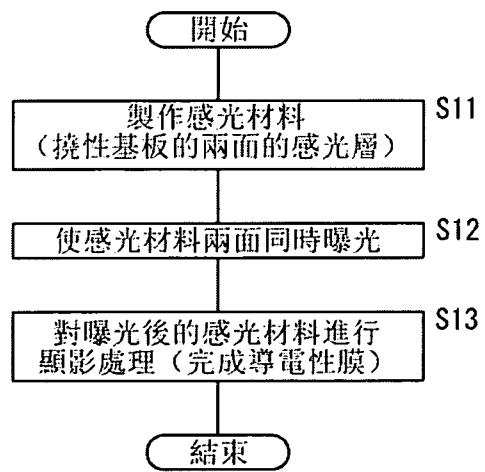 開始
製作感光材料
（撓性基板的兩面的感光層）
S11
使感光材料兩面同時曝光
S12
對曝光後的感光材料進行
顯影處理（完成導電性膜）
S13
結束